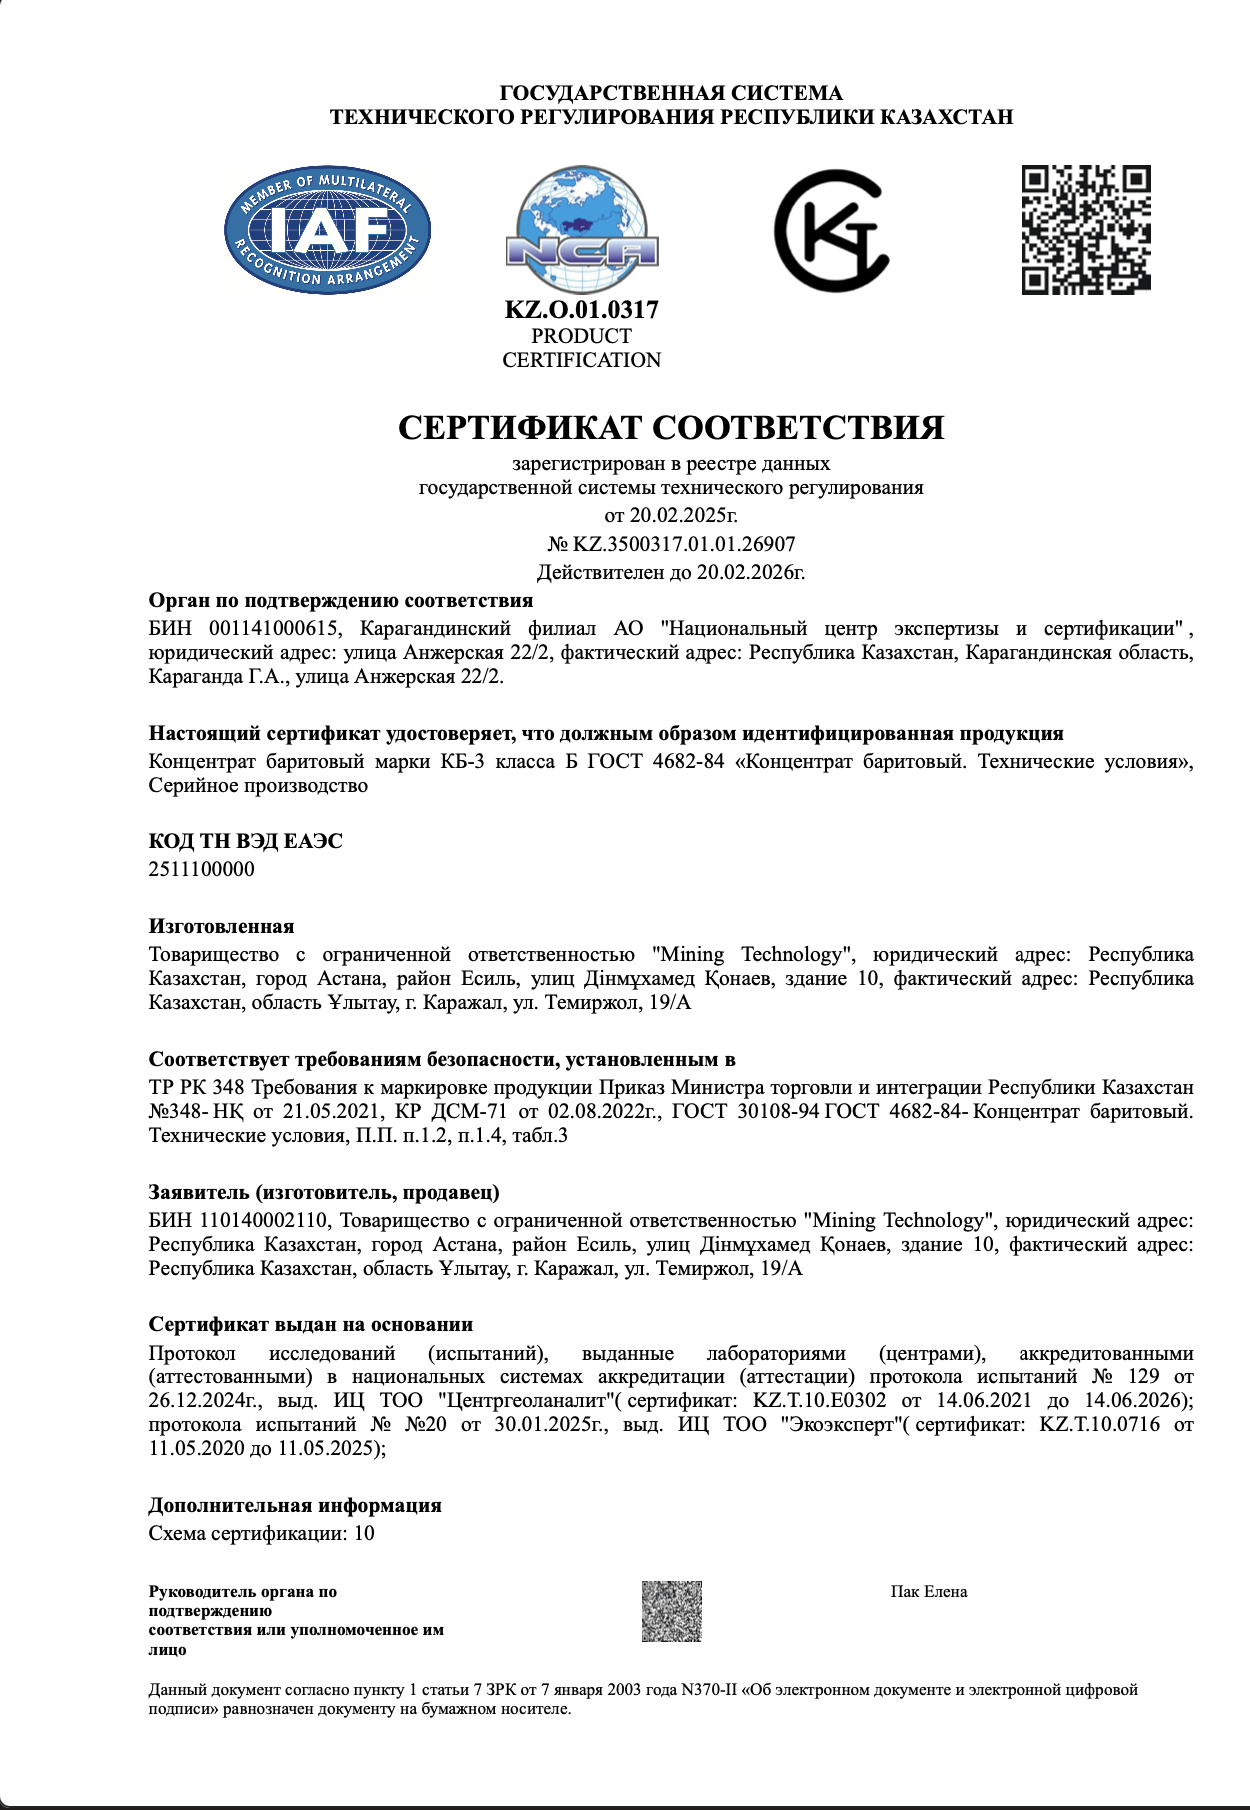 ГОСУДАРСТВЕННАЯ СИСТЕМА
ТЕХНИЧЕСКОГО РЕГУЛИРОВАНИЯ РЕСПУБЛИКИ КАЗАХСТАН
MEMBER OF MULTILATERAL
IAF
RECOGNITION ARRANGEMENT
NCA
KZ.O.01.0317
PRODUCT
CERTIFICATION
СЕРТИФИКАТ СООТВЕТСТВИЯ
зарегистрирован в реестре данных
государственной системы технического регулирования
от 20.02.2025г.
№ KZ.3500317.01.01.26907
Действителен до 20.02.2026г.
Орган по подтверждению соответствия
БИН 001141000615, Карагандинский филиал АО "Национальный центр экспертизы и сертификации" ,
юридический адрес: улица Анжерская 22/2, фактический адрес: Республика Казахстан, Карагандинская область,
Караганда Г.А., улица Анжерская 22/2.
Настоящий сертификат удостоверяет, что должным образом идентифицированная продукция
Концентрат баритовый марки КБ-3 класса Б ГОСТ 4682-84 «Концентрат баритовый. Технические условия»,
Серийное производство
КОД ТН ВЭД ЕАЭС
2511100000
Изготовленная
Товарищество с ограниченной ответственностью "Mining Technology", юридический адрес: Республика
Казахстан, город Астана, район Есиль, улиц Дінмұхамед Қонаев, здание 10, фактический адрес: Республика
Казахстан, область Ұлытау, г. Каражал, ул. Темиржол, 19/А
Соответствует требованиям безопасности, установленным в
ТР РК 348 Требования к маркировке продукции Приказ Министра торговли и интеграции Республики Казахстан
№348- НҚ от 21.05.2021, КР ДСМ-71 от 02.08.2022г., ГОСТ 30108-94 ГОСТ 4682-84- Концентрат баритовый.
Технические условия, П.П. п.1.2, п.1.4, табл.3
Заявитель (изготовитель, продавец)
БИН 110140002110, Товарищество с ограниченной ответственностью "Mining Technology", юридический адрес:
Республика Казахстан, город Астана, район Есиль, улиц Дінмұхамед Қонаев, здание 10, фактический адрес:
Республика Казахстан, область Ұлытау, г. Каражал, ул. Темиржол, 19/А
Сертификат выдан на основании
Протокол исследований (испытаний), выданные лабораториями (центрами), аккредитованными
(аттестованными) в национальных системах аккредитации (аттестации) протокола испытаний № 129 от
26.12.2024г., выд. ИЦ ТОО "Центргеоланалит"( сертификат: KZ.T.10.E0302 от 14.06.2021 до 14.06.2026);
протокола испытаний № №20 от 30.01.2025г., выд. ИЦ ТОО "Экоэксперт"( сертификат: KZ.T.10.0716 от
11.05.2020 до 11.05.2025);
Дополнительная информация
Схема сертификации: 10
Руководитель органа по
подтверждению
соответствия или уполномоченное им
лицо
Пак Елена
Данный документ согласно пункту 1 статьи 7 ЗРК от 7 января 2003 года N370-II «Об электронном документе и электронной цифровой
подписи» равнозначен документу на бумажном носителе.